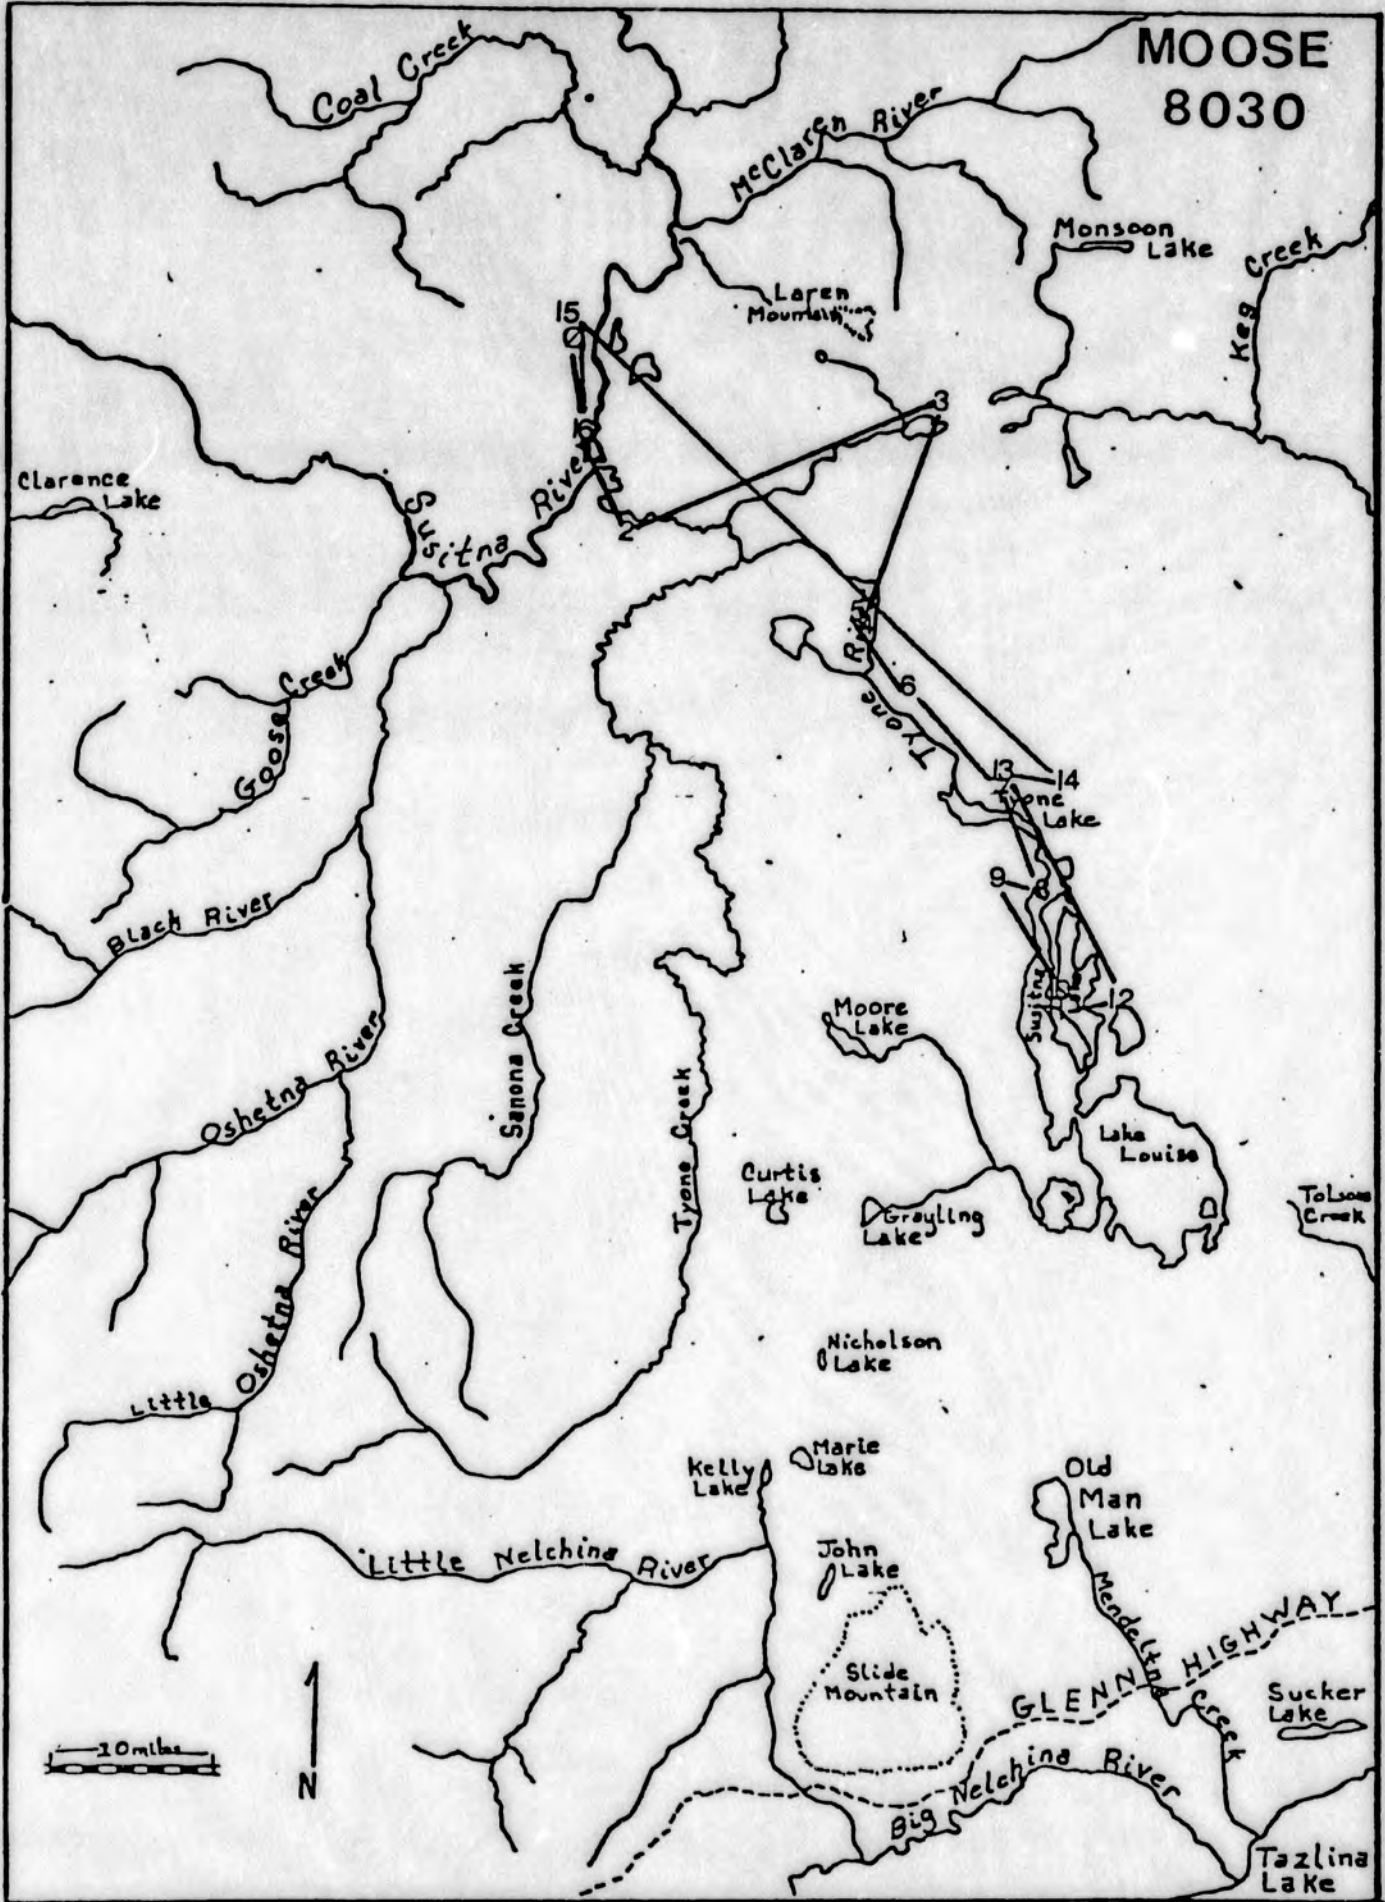 MOOSE
8030
Coal Creek
McClaren River
Monsoon
Lake
Keg Creek
Laren
Mountain
15
3
Clarence
Lake
Susitna River
2
River
Tyone
6
Goose Creek
13
14
Tyone
Lake
9
8
Black River
Susitna
12
Moore
Lake
Sanona Creek
Oshetna River
Tyone Creek
Lake
Louise
Curtis
Lake
Grayling
Lake
Creek
Little Oshetna River
Nicholson
Lake
Marie
Lake
Kelly
Lake
Old
Man
Lake
Little Nelchina River
John
Lake
Mendeltna Creek
GLENN HIGHWAY
Slide
Mountain
Sucker
Lake
10 miles
N
Big Nelchina River
Tazlina
Lake